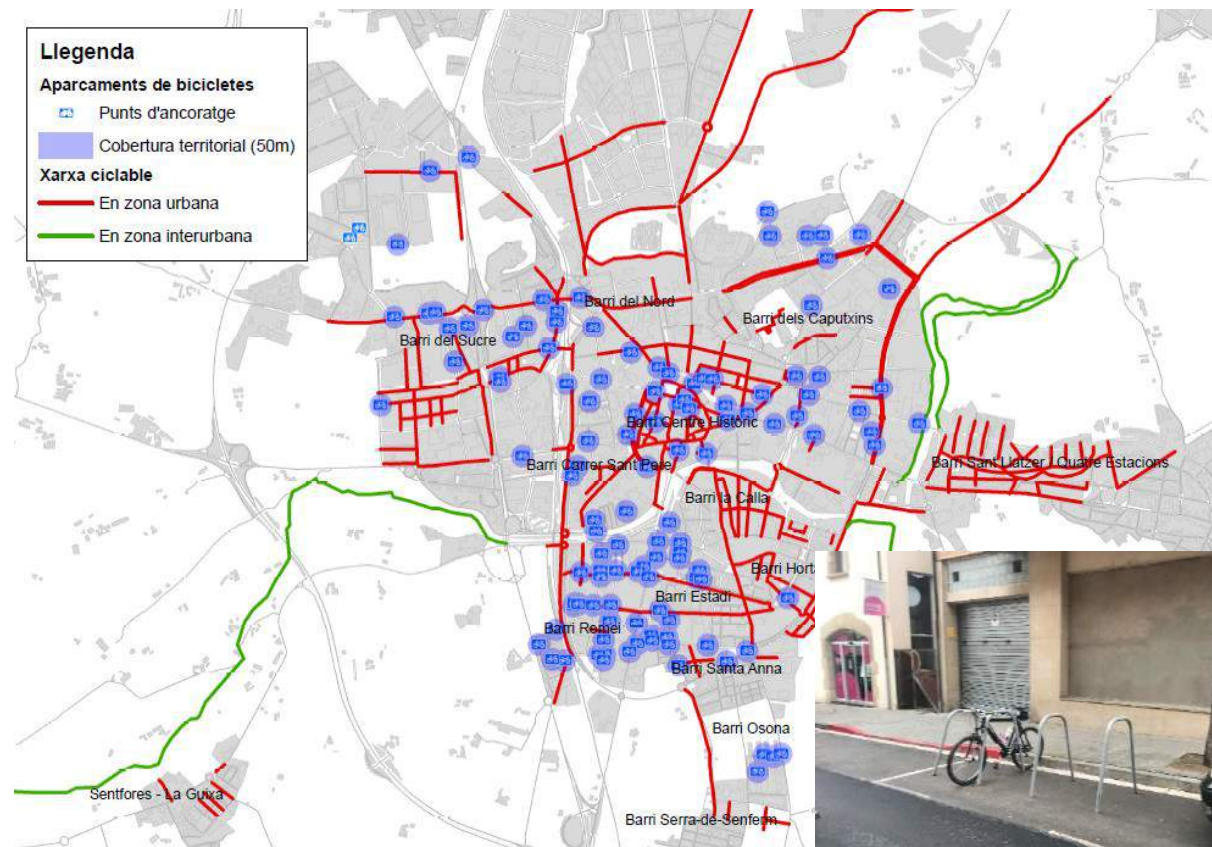 Llegenda
Aparcaments de bicicletes
Punts d'ancoratge
Cobertura territorial (50m)
Xarxa ciclable
En zona urbana
En zona interurbana
Barri del Nord
Barri dels Caputxins
Barri del Sucre
Barri Centre Històric
Barri Carrer Sant Pere
Barri Sant Llàtzer
Quatre Estacions
Barri la Calla
Barri Horta
Barri Estadi
Barri Remei
Barri Santa Anna
Barri Osona
Sentfores - La Guixa
Barri Serra-de-Senferm